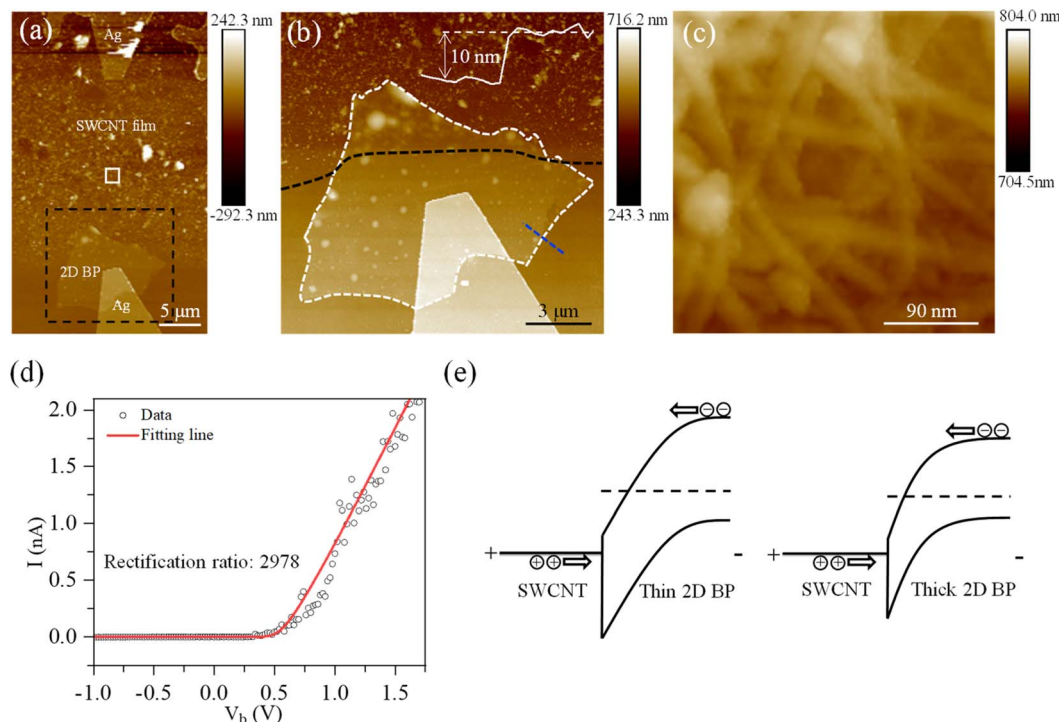 (a)
Ag
SWCNT film
2D BP
Ag
5 μm
242.3 nm
-292.3 nm
(b)
10 nm
3 μm
716.2 nm
243.3 nm
(c)
90 nm
804.0 nm
704.5nm
(d)
Data
Fitting line
Rectification ratio: 2978
I (nA)
2.0
1.5
1.0
0.5
0.0
-1.0 -0.5 0.0 0.5 1.0 1.5
V_b (V)
(e)
− −
+ + + -
SWCNT Thin 2D BP
− −
+ + + -
SWCNT Thick 2D BP